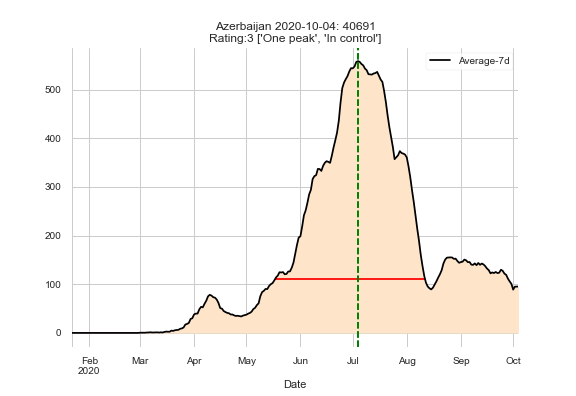 Azerbaijan 2020-10-04: 40691
Rating:3 ['One peak', 'In control']
Average-7d
500
400
300
200
100
0
Feb Mar Apr May Jun Jul Aug Sep Oct
2020
Date